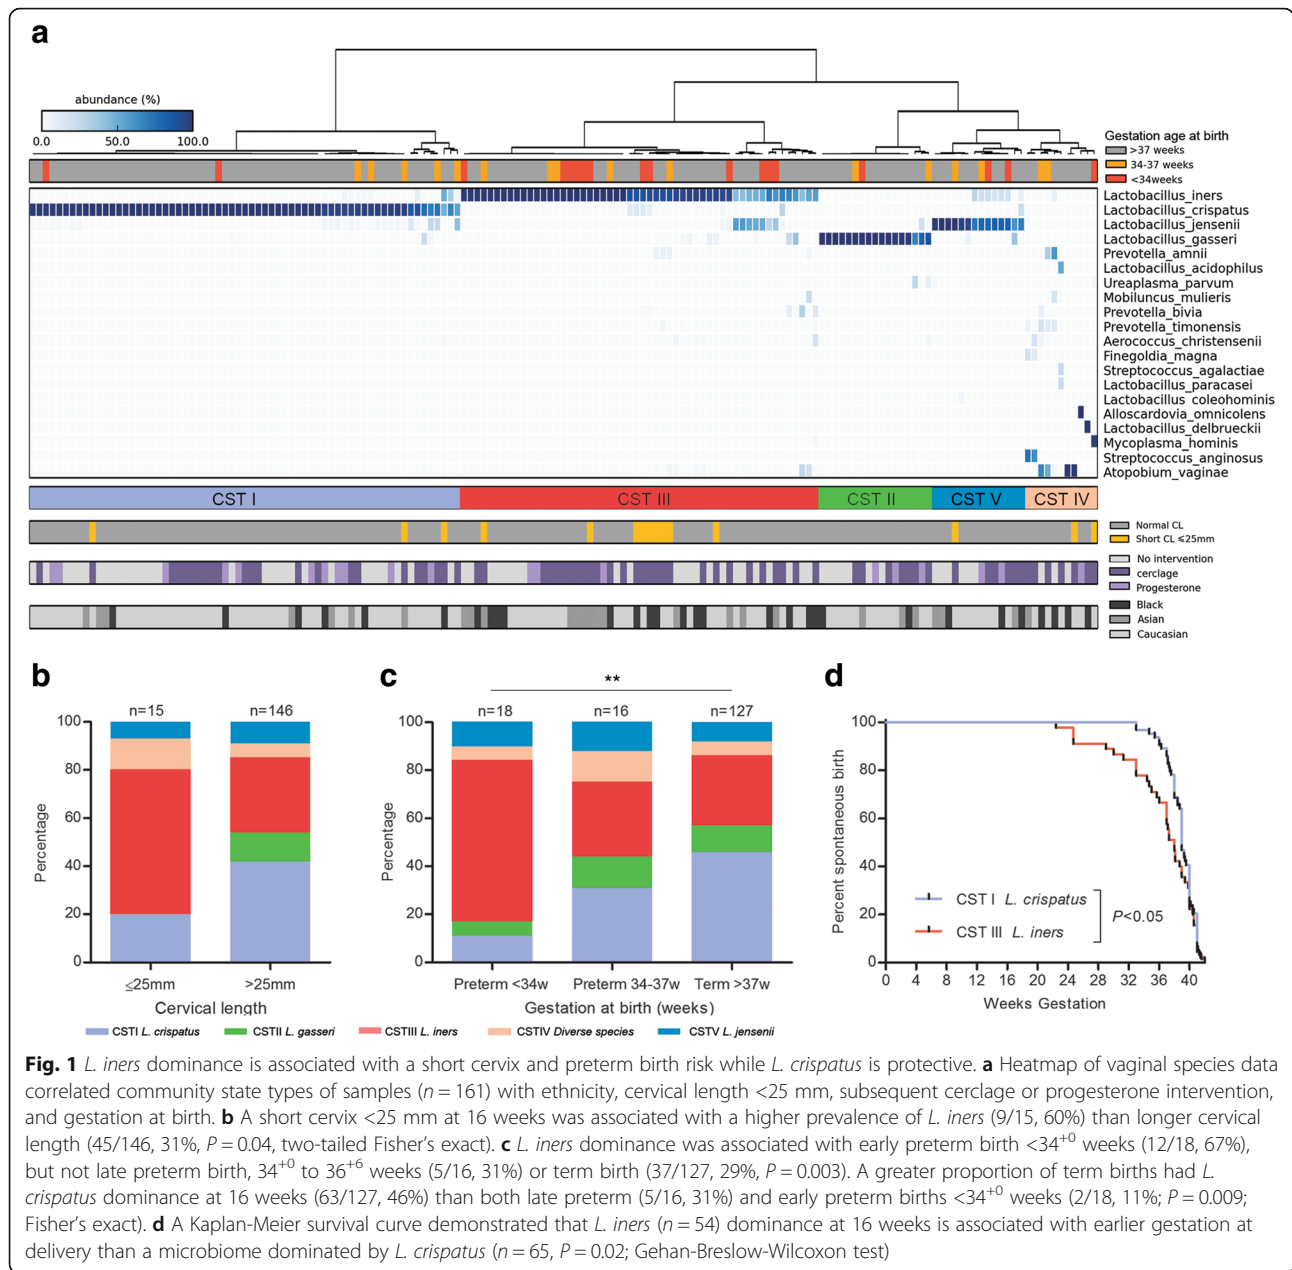 a
abundance (%)
0.0 50.0 100.0
Gestation age at birth
>37 weeks
34-37 weeks
<34weeks
Lactobacillus_iners
Lactobacillus_crispatus
Lactobacillus_jensenii
Lactobacillus_gasseri
Prevotella_amnii
Lactobacillus_acidophilus
Ureaplasma_parvum
Mobiluncus_mulieris
Prevotella_bivia
Prevotella_timonensis
Aerococcus_christensenii
Finegoldia_magna
Streptococcus_agalactiae
Lactobacillus_paracasei
Lactobacillus_coleohominis
Alloscardovia_omnicolens
Lactobacillus_delbrueckii
Mycoplasma_hominis
Streptococcus_anginosus
Atopobium_vaginae
CST I CST III CST II CST V CST IV
Normal CL
Short CL ≤25mm
No intervention
cerclage
Progesterone
Black
Asian
Caucasian
b
n=15 n=146
100
80
60
40
20
0
Percentage
≤25mm >25mm
Cervical length
c
**
n=18 n=16 n=127
100
80
60
40
20
0
Percentage
Preterm <34w Preterm 34-37w Term >37w
Gestation at birth (weeks)
CSTI L. crispatus CSTII L. gasseri CSTIII L. iners CSTIV Diverse species CSTV L. jensenii
d
100
80
60
40
20
0
Percent spontaneous birth
CST I L. crispatus
CST III L. iners
P<0.05
0 4 8 12 16 20 24 28 32 36 40
Weeks Gestation
Fig. 1 L. iners dominance is associated with a short cervix and preterm birth risk while L. crispatus is protective. a Heatmap of vaginal species data
correlated community state types of samples (n = 161) with ethnicity, cervical length <25 mm, subsequent cerclage or progesterone intervention,
and gestation at birth. b A short cervix <25 mm at 16 weeks was associated with a higher prevalence of L. iners (9/15, 60%) than longer cervical
length (45/146, 31%, P = 0.04, two-tailed Fisher's exact). c L. iners dominance was associated with early preterm birth <34+0 weeks (12/18, 67%),
but not late preterm birth, 34+0 to 36+6 weeks (5/16, 31%) or term birth (37/127, 29%, P = 0.003). A greater proportion of term births had L.
crispatus dominance at 16 weeks (63/127, 46%) than both late preterm (5/16, 31%) and early preterm births <34+0 weeks (2/18, 11%; P = 0.009;
Fisher's exact). d A Kaplan-Meier survival curve demonstrated that L. iners (n = 54) dominance at 16 weeks is associated with earlier gestation at
delivery than a microbiome dominated by L. crispatus (n = 65, P = 0.02; Gehan-Breslow-Wilcoxon test)